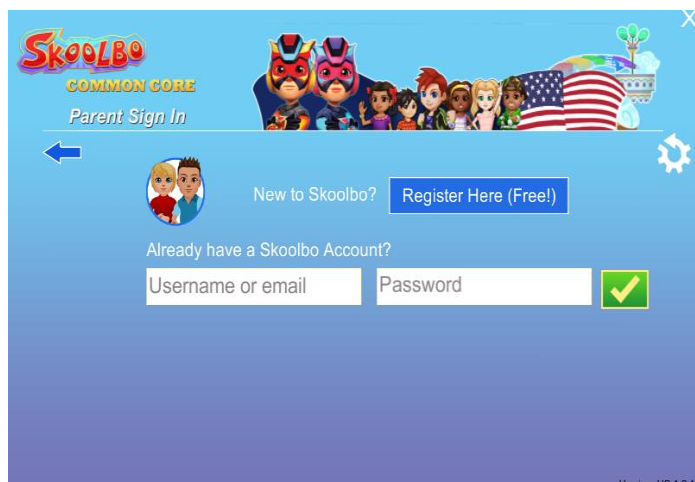 X
SKOOLBO
COMMON CORE
Parent Sign In
New to Skoolbo? Register Here (Free!)
Already have a Skoolbo Account?
Username or email Password